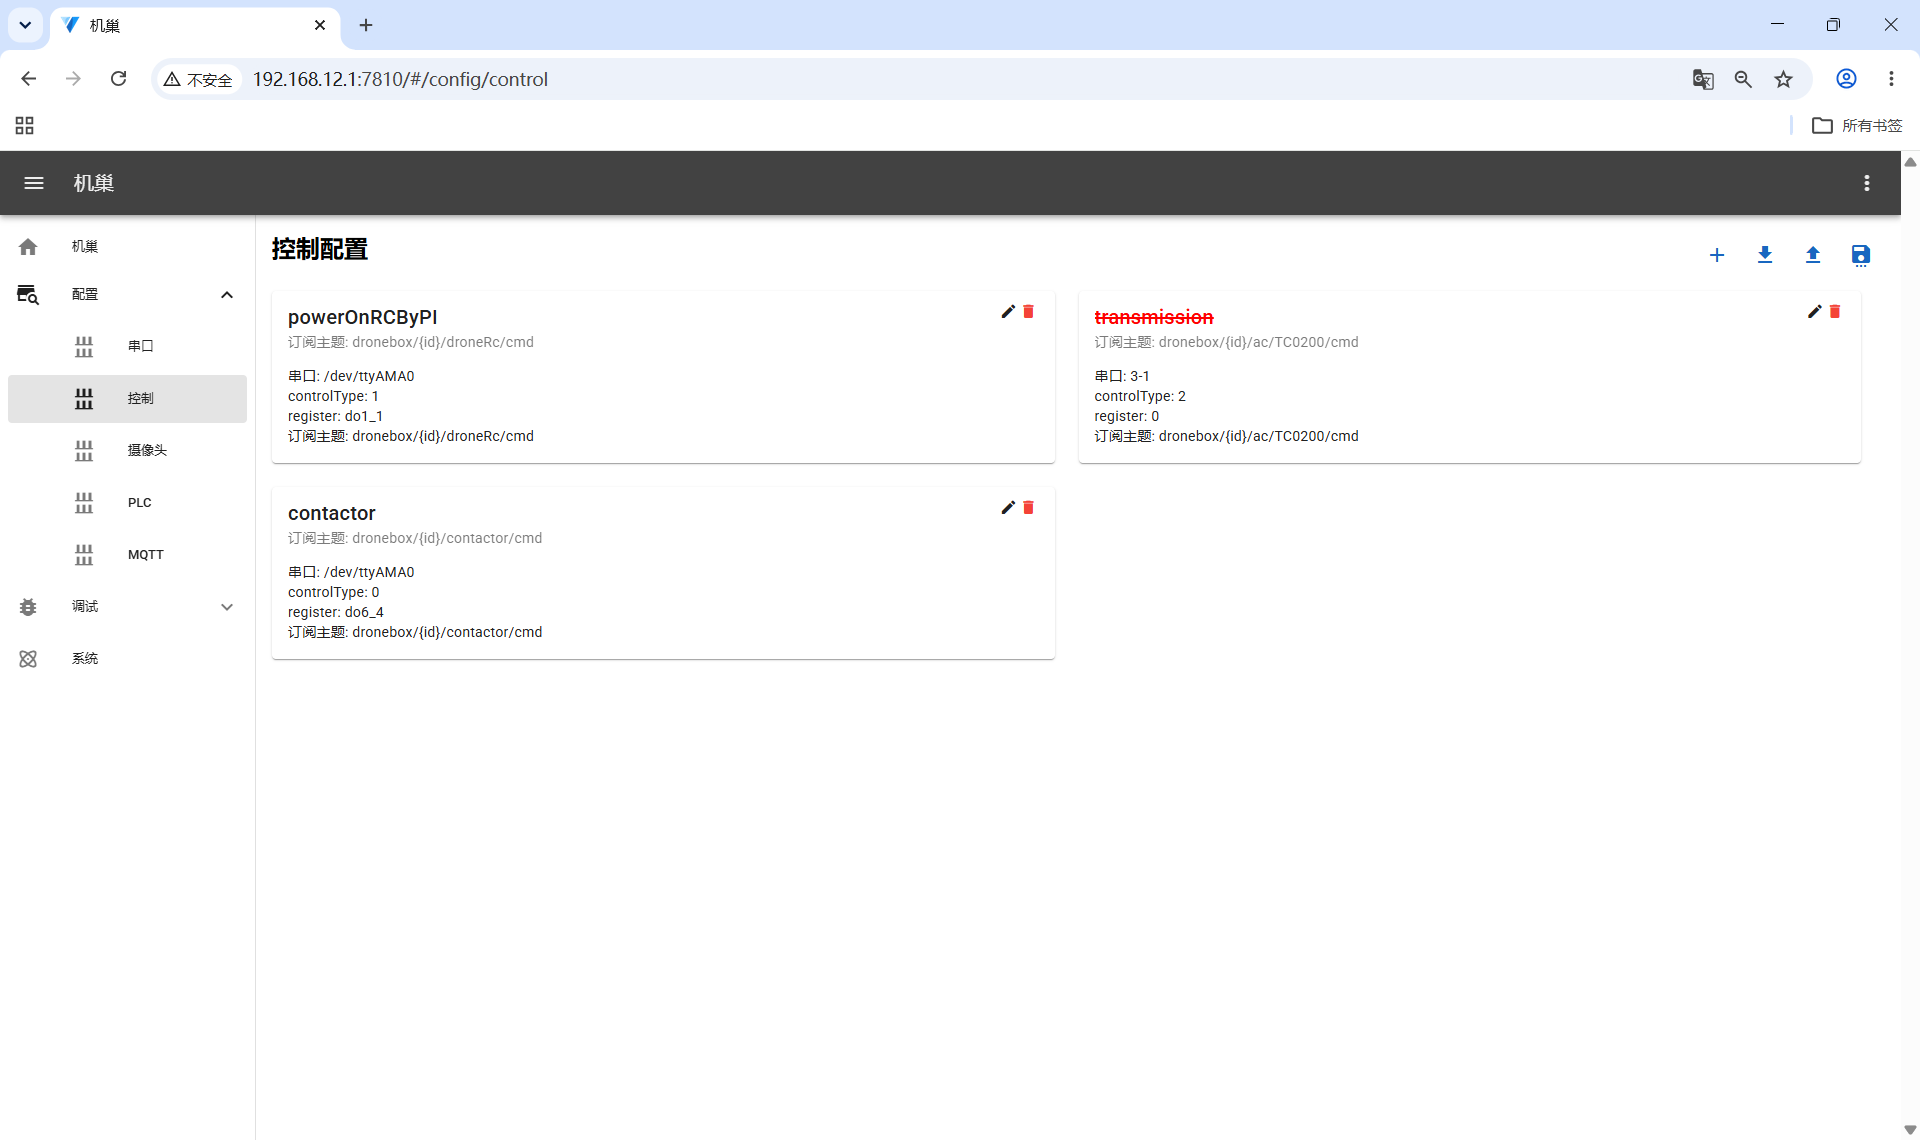 机巢
不安全
192.168.12.1:7810/#/config/control
所有书签
机巢
机巢
配置
串口
控制
摄像头
PLC
MQTT
调试
系统
控制配置
powerOnRCByPI
订阅主题: dronebox/{id}/droneRc/cmd
串口: /dev/ttyAMA0
controlType: 1
register: do1_1
订阅主题: dronebox/{id}/droneRc/cmd
transmission
订阅主题: dronebox/{id}/ac/TC0200/cmd
串口: 3-1
controlType: 2
register: 0
订阅主题: dronebox/{id}/ac/TC0200/cmd
contactor
订阅主题: dronebox/{id}/contactor/cmd
串口: /dev/ttyAMA0
controlType: 0
register: do6_4
订阅主题: dronebox/{id}/contactor/cmd